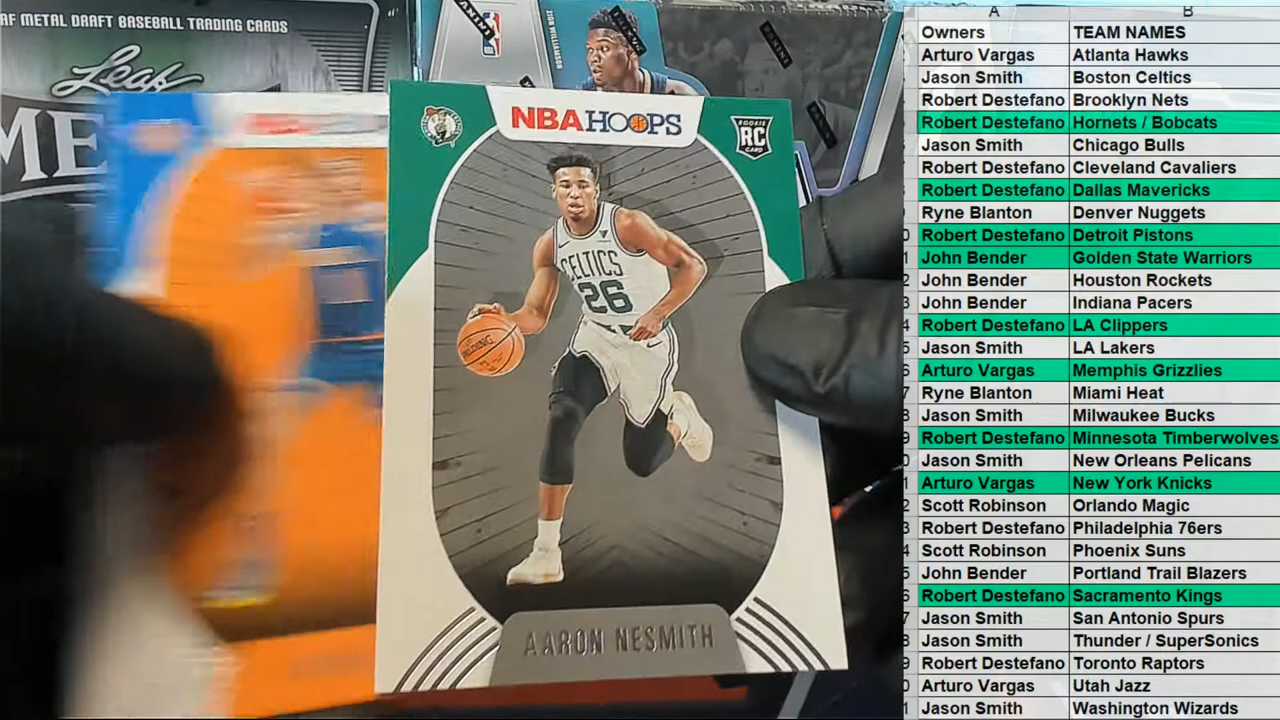 AF METAL DRAFT BASEBALL TRADING CARDS
Leaf
ME
PANINI
NBA
ZION WILLIAMSON
NBA HOOPS
ROOKIE
RC
CARD
CELTICS
26
SPALDING
AARON NESMITH
A B
Owners TEAM NAMES
Arturo Vargas Atlanta Hawks
Jason Smith Boston Celtics
Robert Destefano Brooklyn Nets
Robert Destefano Hornets / Bobcats
Jason Smith Chicago Bulls
Robert Destefano Cleveland Cavaliers
Robert Destefano Dallas Mavericks
Ryne Blanton Denver Nuggets
Robert Destefano Detroit Pistons
John Bender Golden State Warriors
John Bender Houston Rockets
John Bender Indiana Pacers
Robert Destefano LA Clippers
Jason Smith LA Lakers
Arturo Vargas Memphis Grizzlies
Ryne Blanton Miami Heat
Jason Smith Milwaukee Bucks
Robert Destefano Minnesota Timberwolves
Jason Smith New Orleans Pelicans
Arturo Vargas New York Knicks
Scott Robinson Orlando Magic
Robert Destefano Philadelphia 76ers
Scott Robinson Phoenix Suns
John Bender Portland Trail Blazers
Robert Destefano Sacramento Kings
Jason Smith San Antonio Spurs
Jason Smith Thunder / SuperSonics
Robert Destefano Toronto Raptors
Arturo Vargas Utah Jazz
Jason Smith Washington Wizards